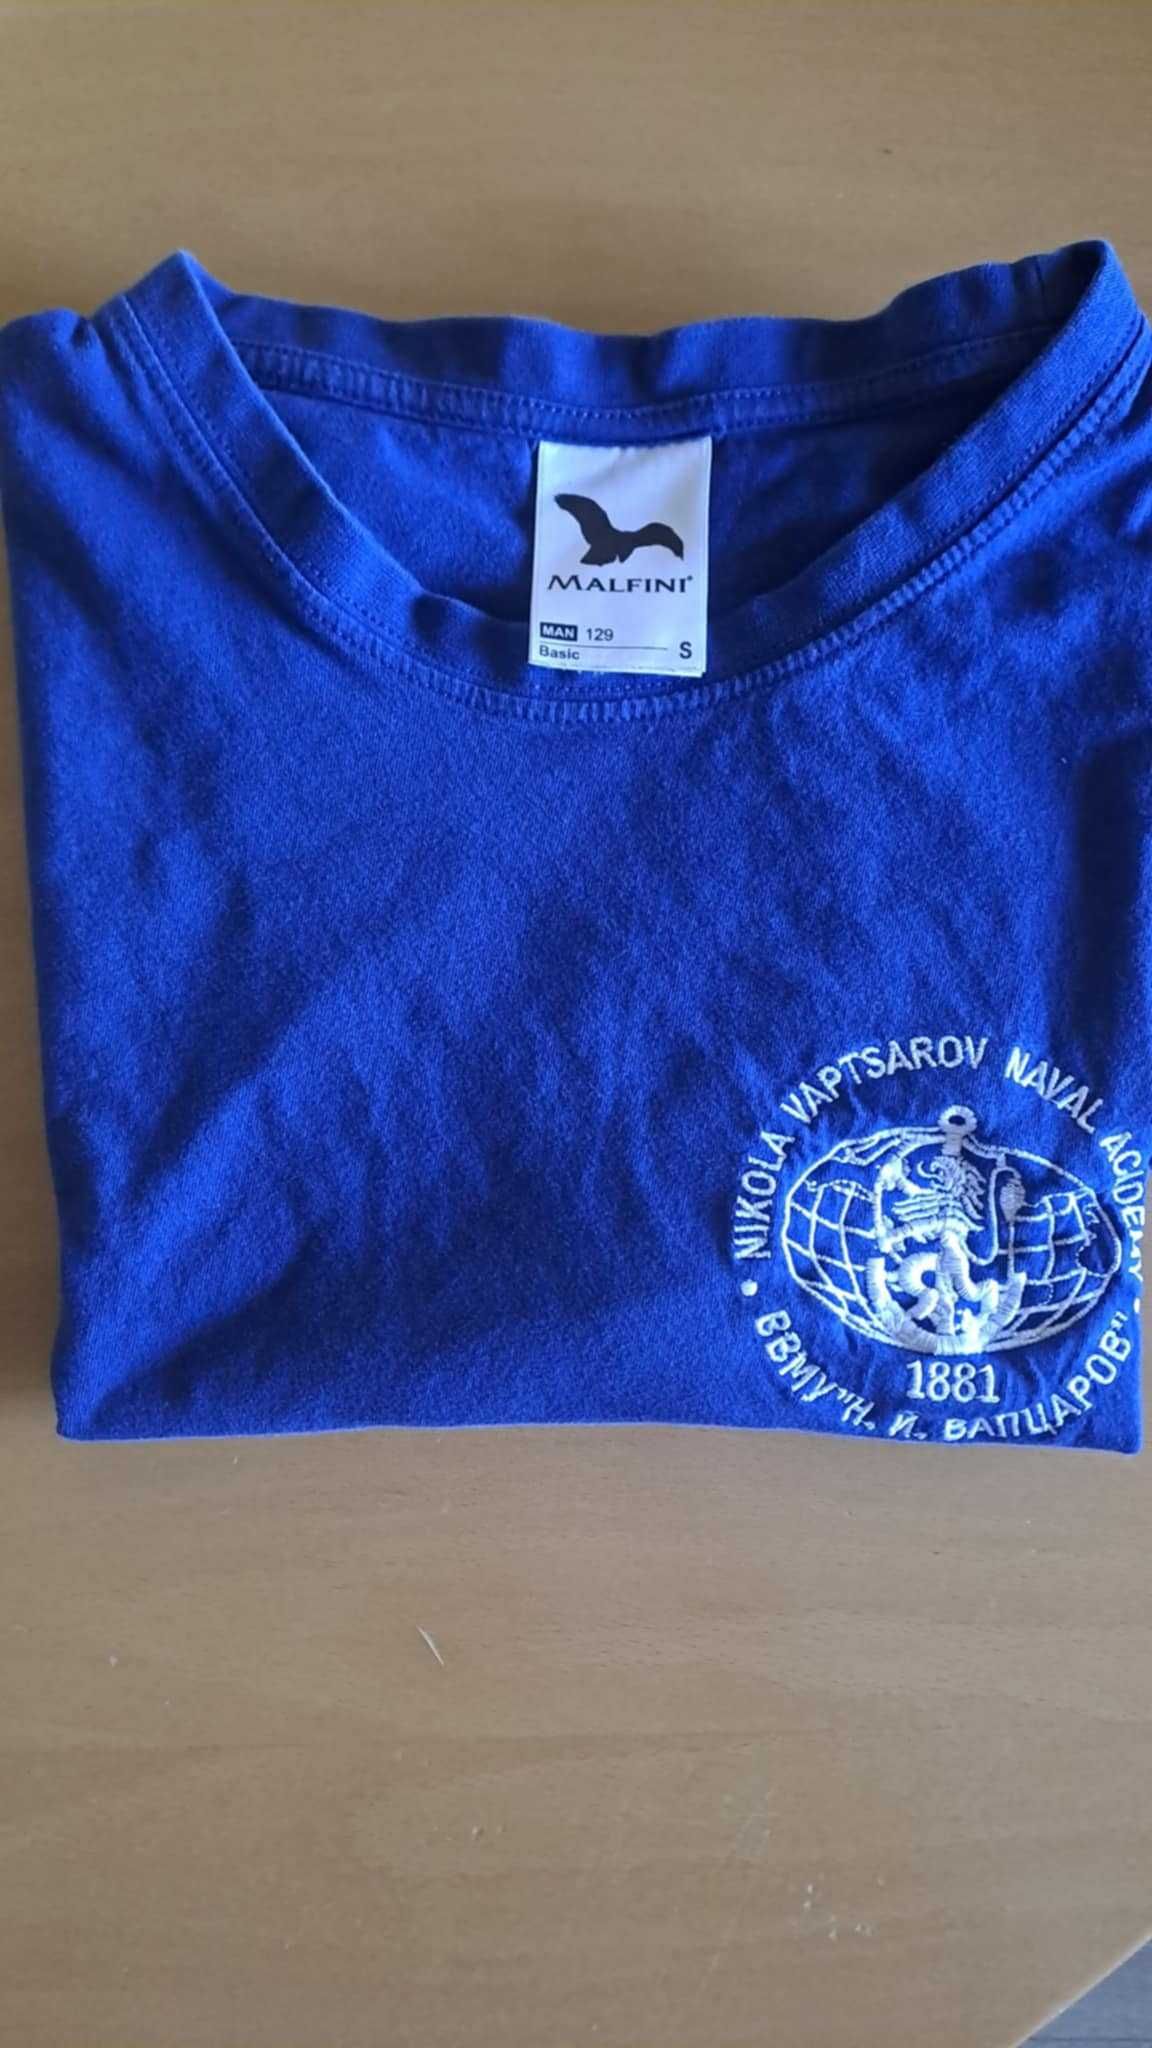 MALFINI®
MAN 129
Basic S
NIKOLA VAPTSAROV NAVAL ACADEMY
1881
ВВМУ "Н. Й. ВАПЦАРОВ"